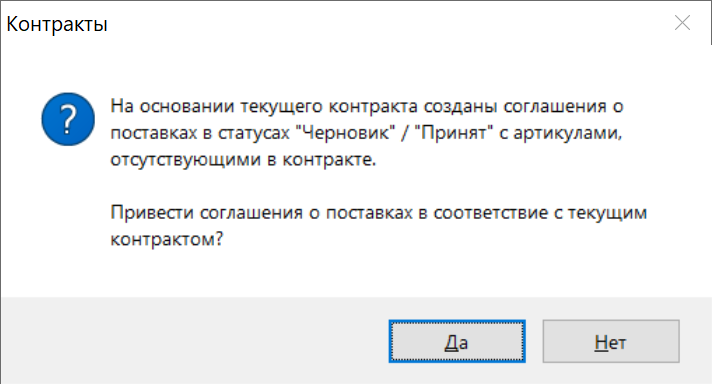 Контракты
На основании текущего контракта созданы соглашения о
поставках в статусах "Черновик" / "Принят" с артикулами,
отсутствующими в контракте.
Привести соглашения о поставках в соответствие с текущим
контрактом?
Да
Нет